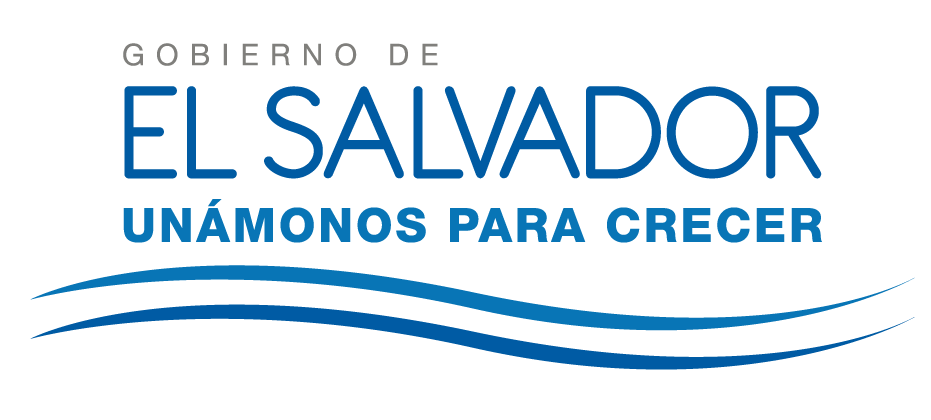 GOBIERNO DE
EL SALVADOR
UNÁMONOS PARA CRECER